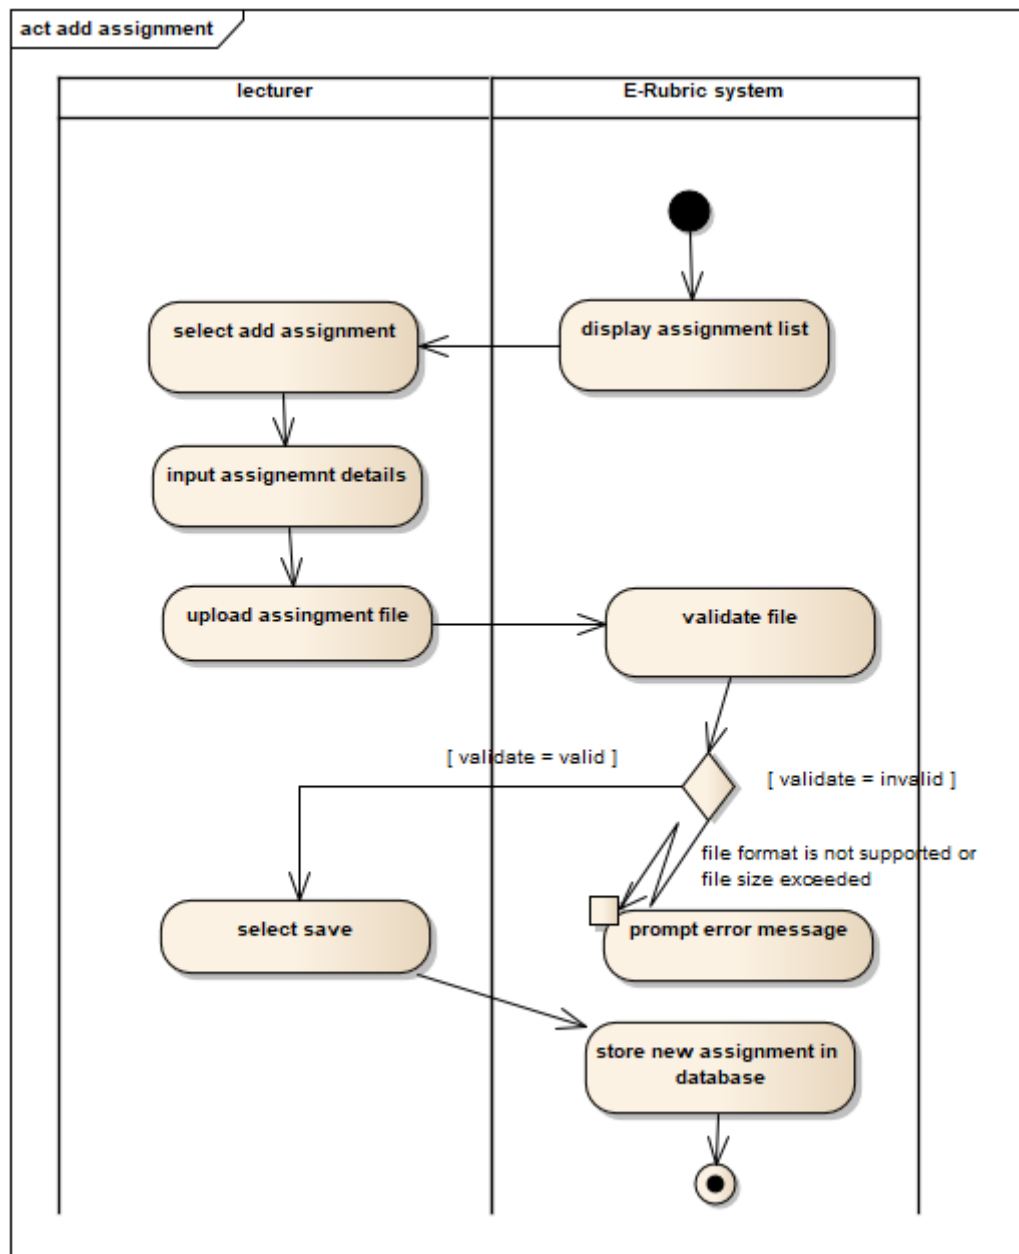 act add assignment
lecturer
E-Rubric system
select add assignment
display assignment list
input assignemnt details
upload assingment file
validate file
[ validate = valid ]
[ validate = invalid ]
file format is not supported or
file size exceeded
select save
prompt error message
store new assignment in
database